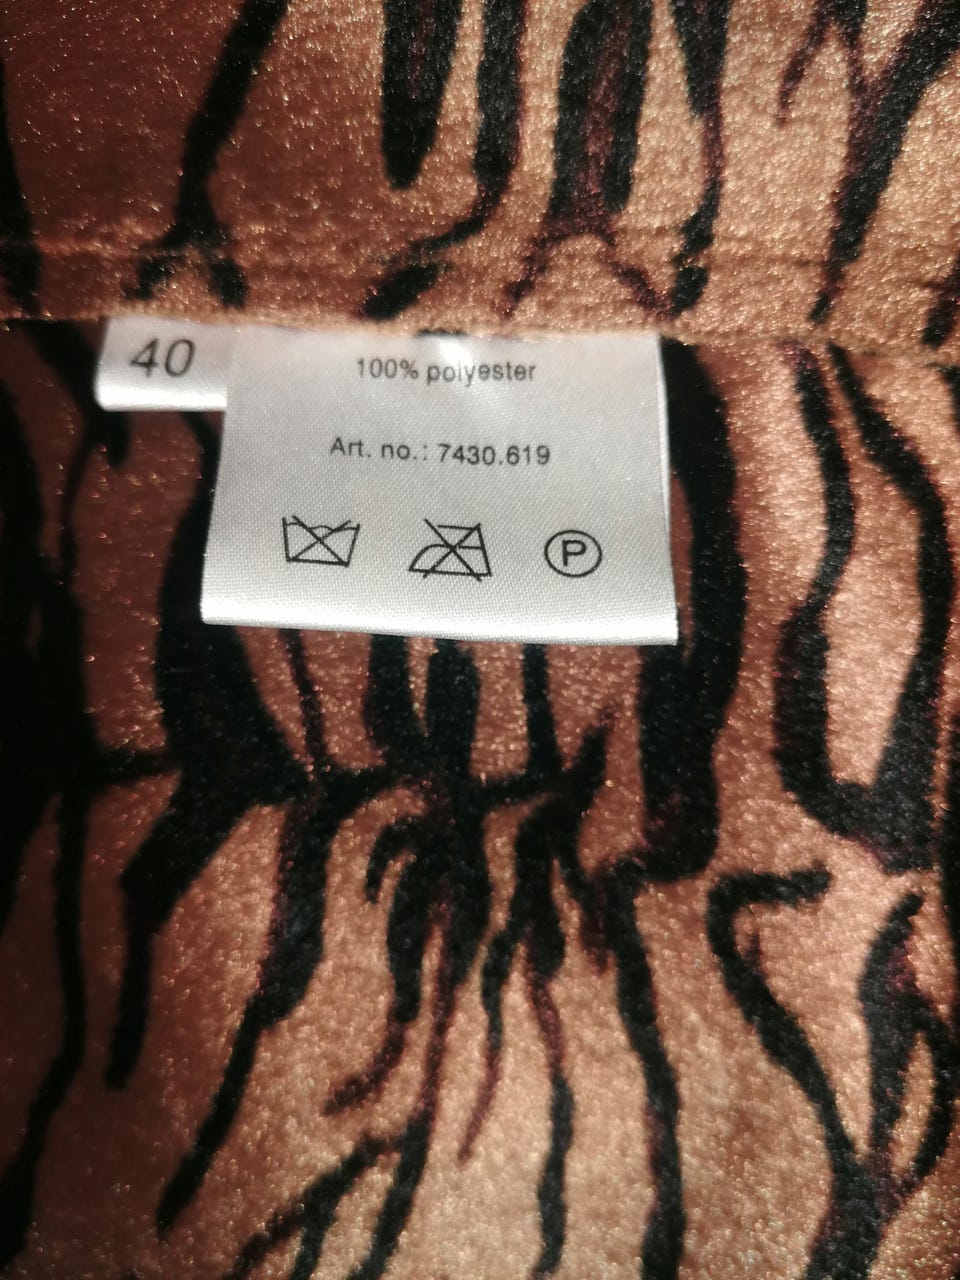 40
100% polyester
Art. no.: 7430.619
P